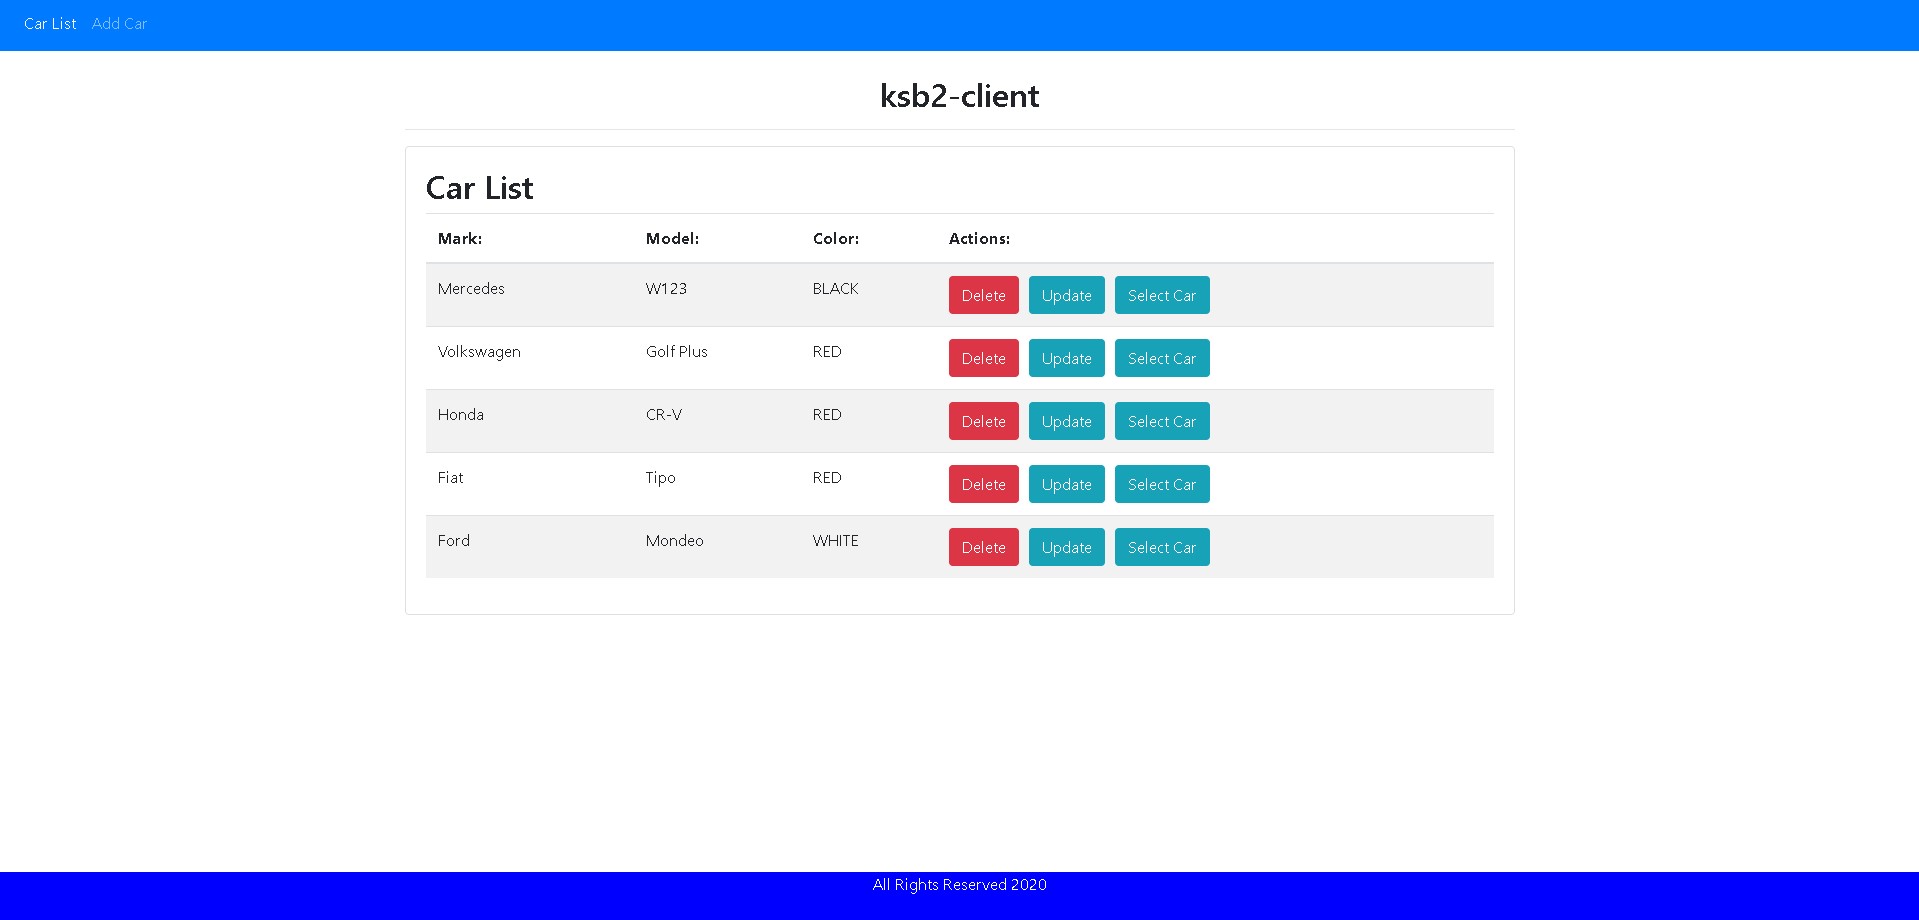 Car List Add Car
ksb2-client
Car List
Mark: Model: Color: Actions:
Mercedes W123 BLACK Delete Update Select Car
Volkswagen Golf Plus RED Delete Update Select Car
Honda CR-V RED Delete Update Select Car
Fiat Tipo RED Delete Update Select Car
Ford Mondeo WHITE Delete Update Select Car
All Rights Reserved 2020